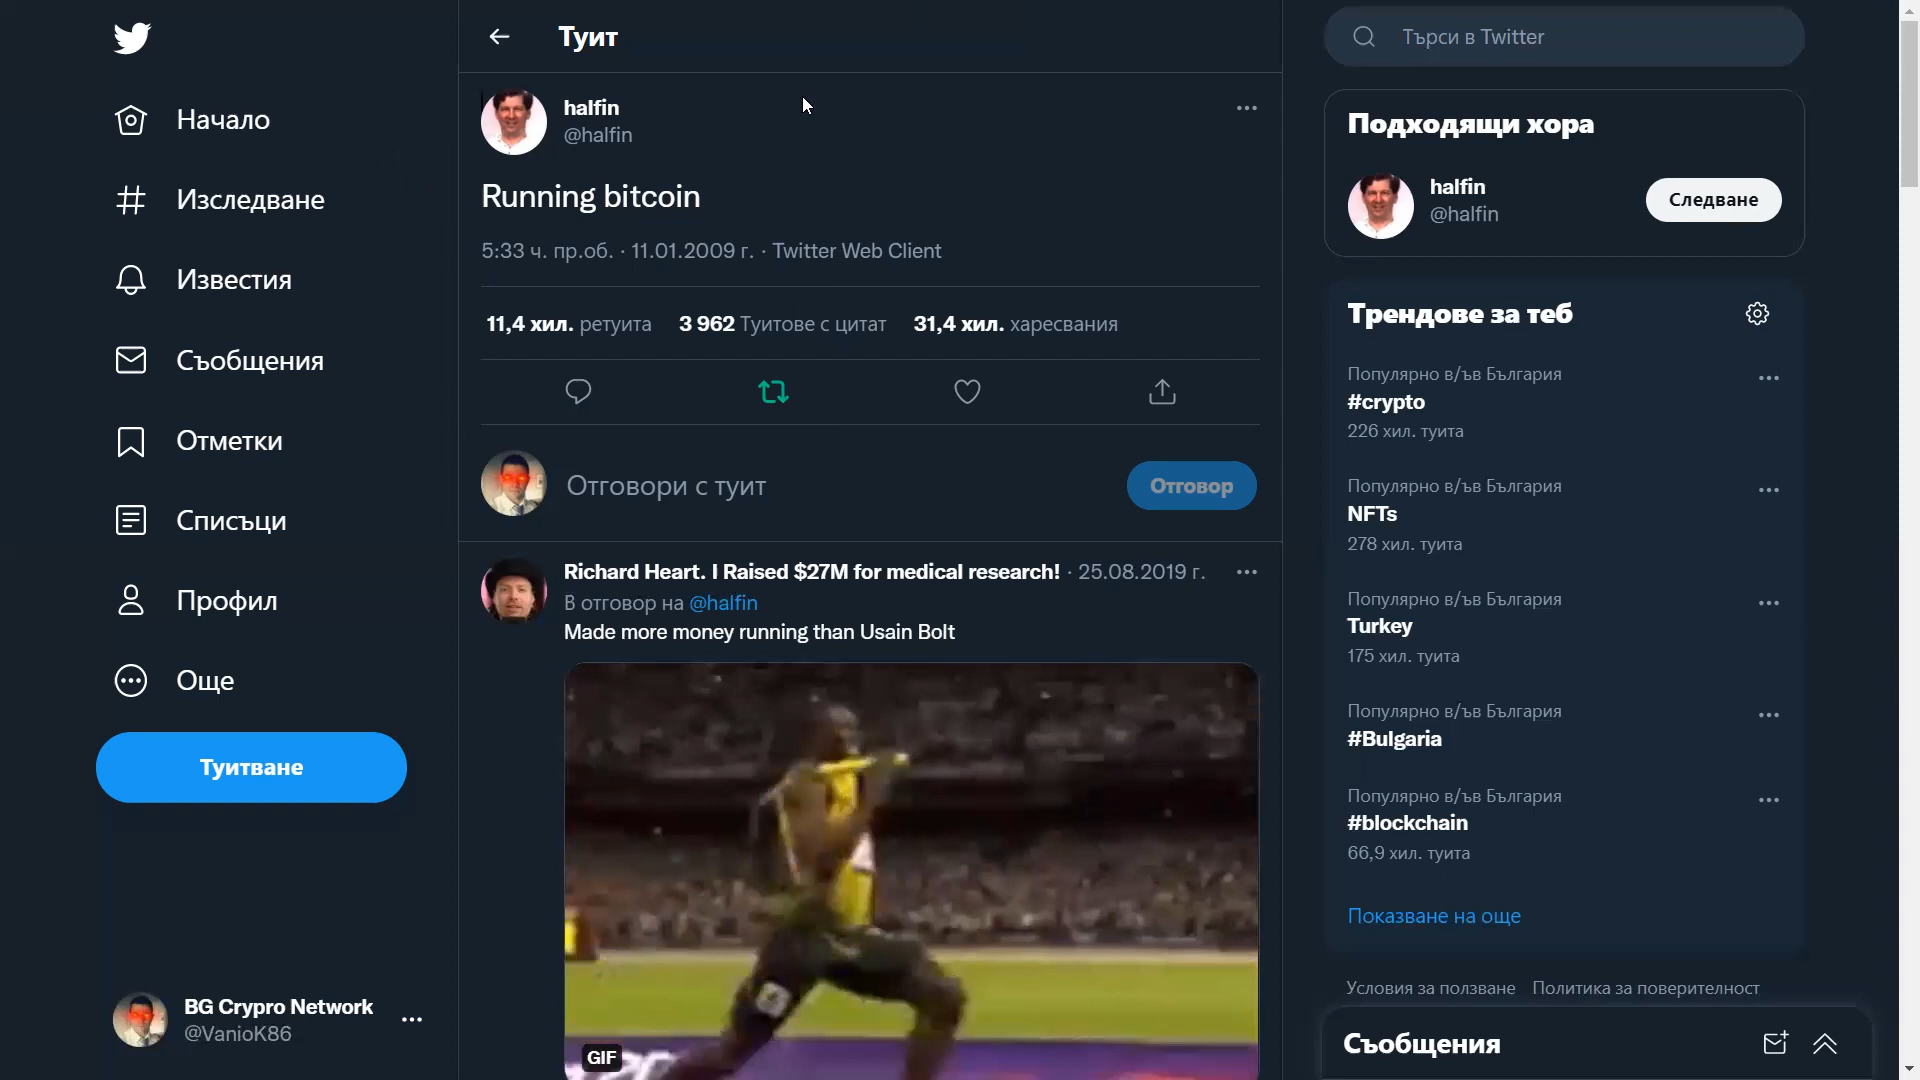 Туит
Търси в Twitter
Начало
Изследване
Известия
Съобщения
Отметки
Списъци
Профил
Още
Туитване
BG Crypro Network
@VanioK86
halfin
@halfin
Running bitcoin
5:33 ч. пр.об. · 11.01.2009 г. · Twitter Web Client
11,4 хил. ретуита 3 962 Туитове с цитат 31,4 хил. харесвания
Отговори с туит
Отговор
Richard Heart. I Raised $27M for medical research! · 25.08.2019 г.
В отговор на @halfin
Made more money running than Usain Bolt
GIF
Подходящи хора
halfin
@halfin
Следване
Трендове за теб
Популярно в/ъв България
#crypto
226 хил. туита
Популярно в/ъв България
NFTs
278 хил. туита
Популярно в/ъв България
Turkey
175 хил. туита
Популярно в/ъв България
#Bulgaria
Популярно в/ъв България
#blockchain
66,9 хил. туита
Показване на още
Условия за ползване Политика за поверителност
Съобщения